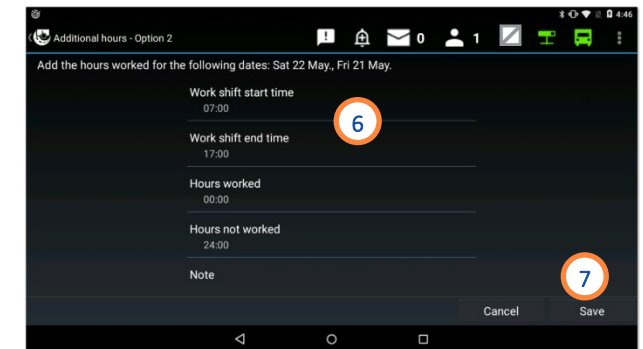 4:46
Additional hours - Option 2
0
1
Add the hours worked for the following dates: Sat 22 May., Fri 21 May.
Work shift start time
07:00
6
Work shift end time
17:00
Hours worked
00:00
Hours not worked
24:00
Note
7
Cancel Save